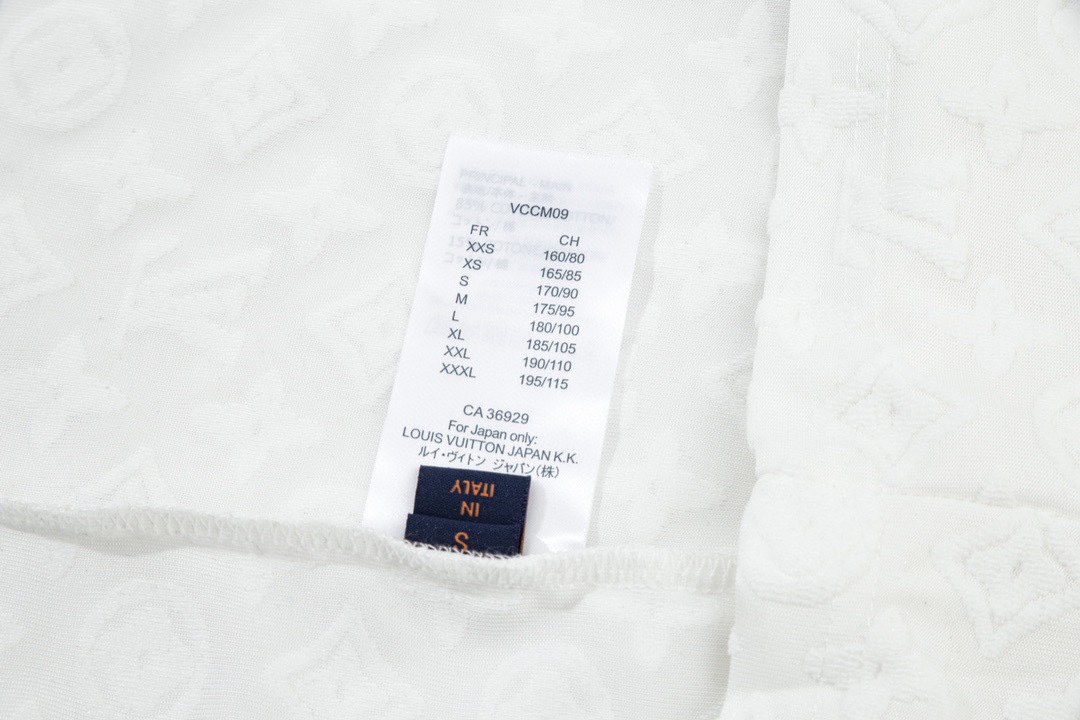 PRINCIPAL MAIN
VCCM09
FR CH
XXS 160/80
XS 165/85
S 170/90
M 175/95
L 180/100
XL 185/105
XXL 190/110
XXXL 195/115
CA 36929
For Japan only:
LOUIS VUITTON JAPAN K.K.
ルイ・ヴィトン ジャパン(株)
IN
ITALY
S